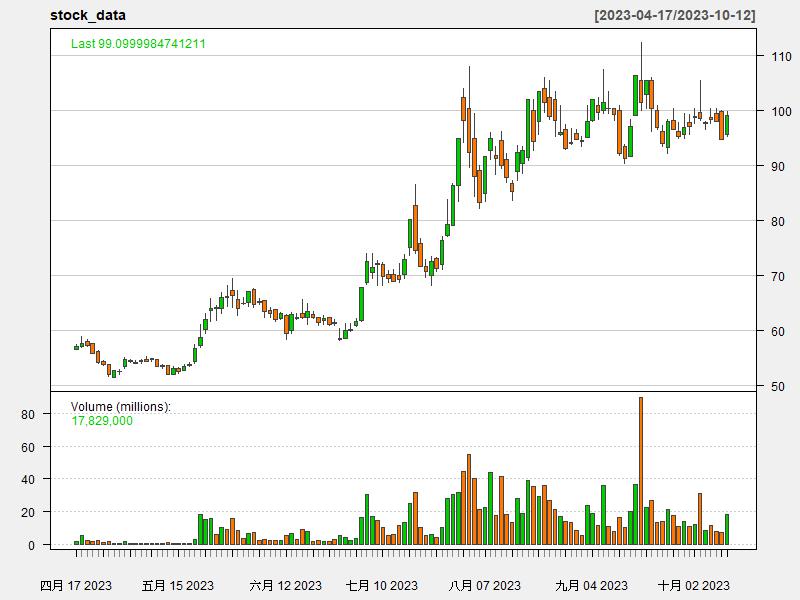 stock_data
[2023-04-17/2023-10-12]
Last 99.0999984741211
110
100
90
80
70
60
50
Volume (millions):
17,829,000
80
60
40
20
0
四月 17 2023
五月 15 2023
六月 12 2023
七月 10 2023
八月 07 2023
九月 04 2023
十月 02 2023